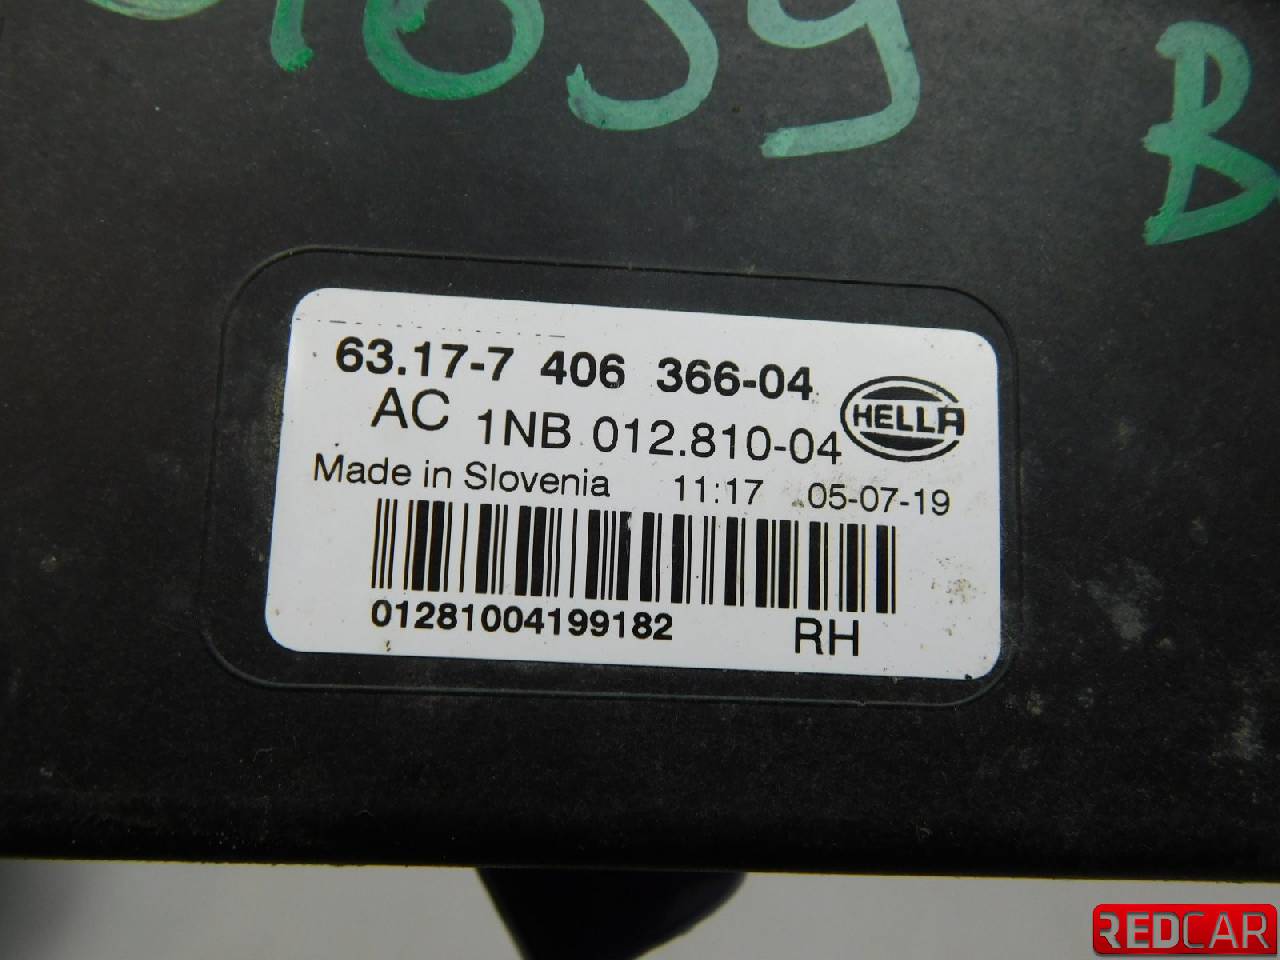 B
63.17-7 406 366-04
AC 1NB 012.810-04
HELLA
Made in Slovenia 11:17 05-07-19
01281004199182 RH
REDCAR